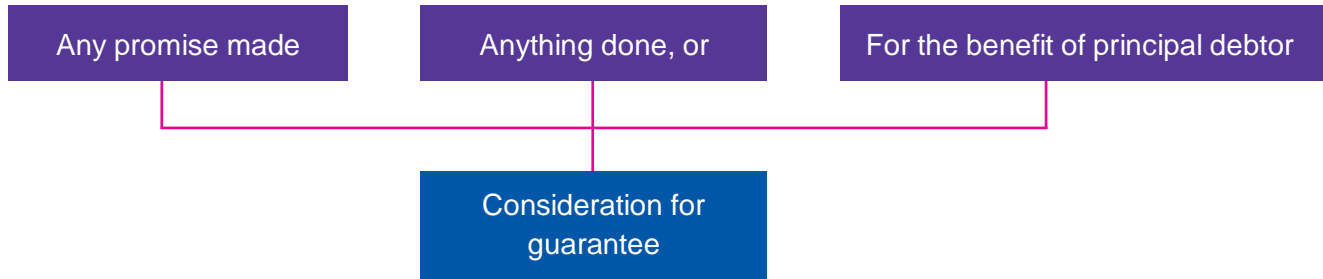 Any promise made
Anything done, or
For the benefit of principal debtor
Consideration for
guarantee